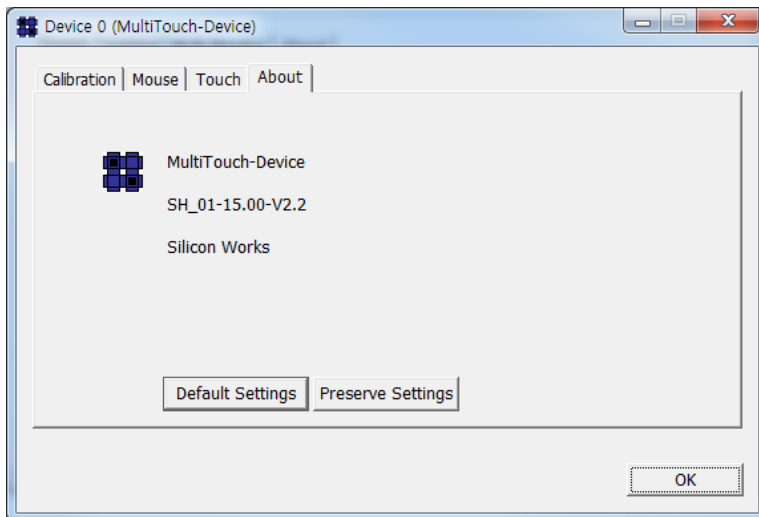 Device 0 (MultiTouch-Device)
Calibration Mouse Touch About
MultiTouch-Device
SH_01-15.00-V2.2
Silicon Works
Default Settings Preserve Settings
OK